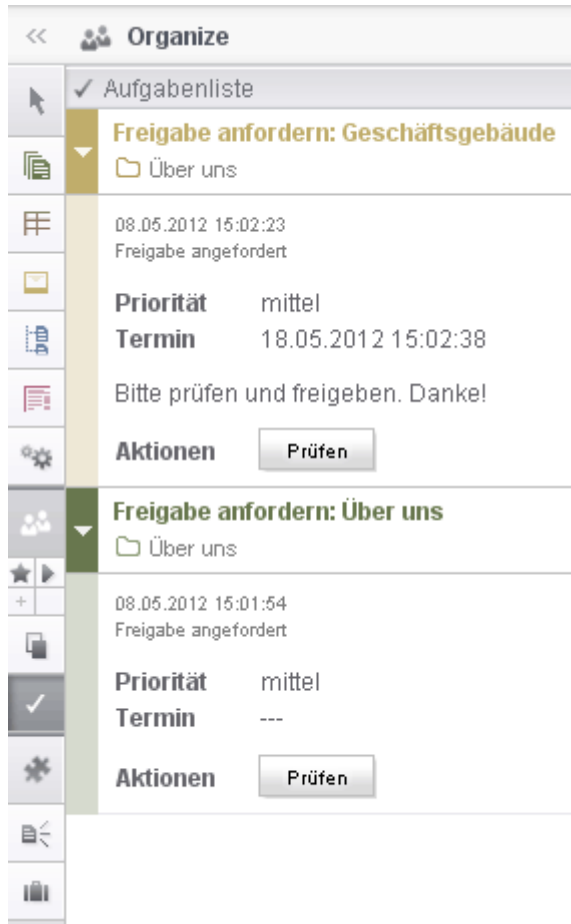 Organize
Aufgabenliste
Freigabe anfordern: Geschäftsgebäude
Über uns
08.05.2012 15:02:23
Freigabe angefordert
Priorität mittel
Termin 18.05.2012 15:02:38
Bitte prüfen und freigeben. Danke!
Aktionen Prüfen
Freigabe anfordern: Über uns
Über uns
08.05.2012 15:01:54
Freigabe angefordert
Priorität mittel
Termin ---
Aktionen Prüfen